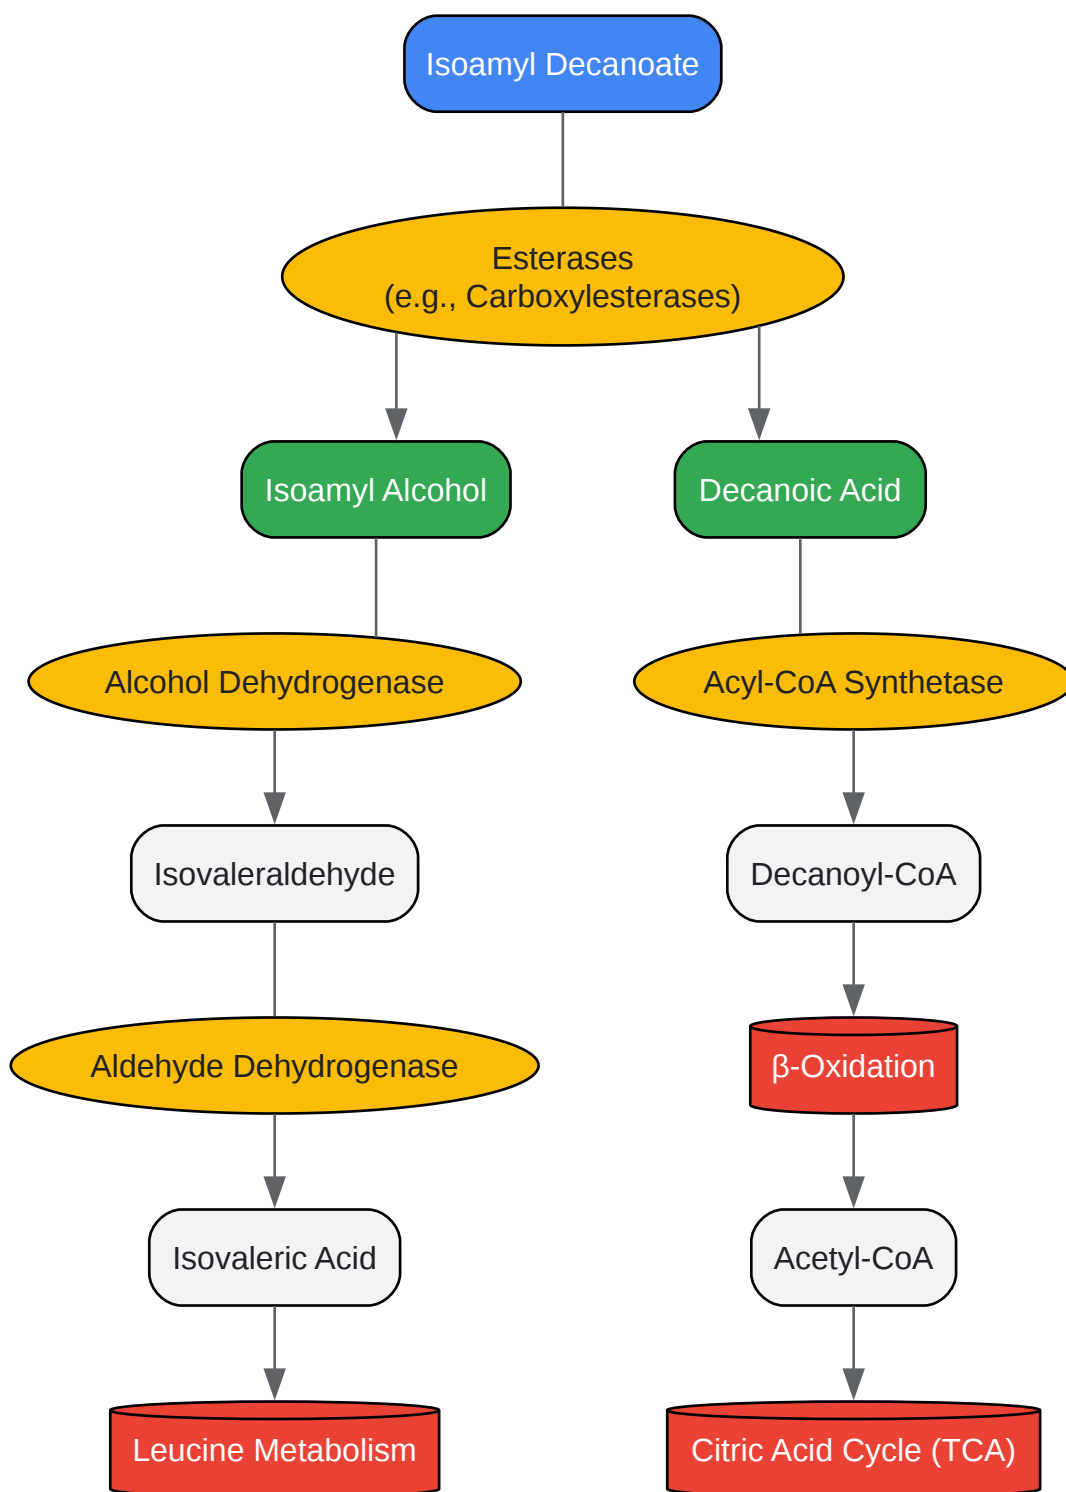 Isoamyl Decanoate
Esterases
(e.g., Carboxylesterases)
Isoamyl Alcohol
Decanoic Acid
Alcohol Dehydrogenase
Acyl-CoA Synthetase
Isovaleraldehyde
Decanoyl-CoA
Aldehyde Dehydrogenase
β-Oxidation
Isovaleric Acid
Acetyl-CoA
Leucine Metabolism
Citric Acid Cycle (TCA)